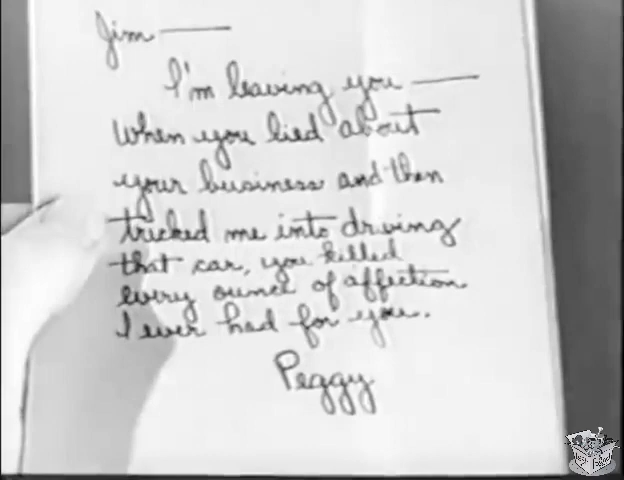 Jim —
I'm leaving you —
When you lied about
your business and then
tricked me into driving
that car, you killed
every ounce of affection
I ever had for you.
Peggy